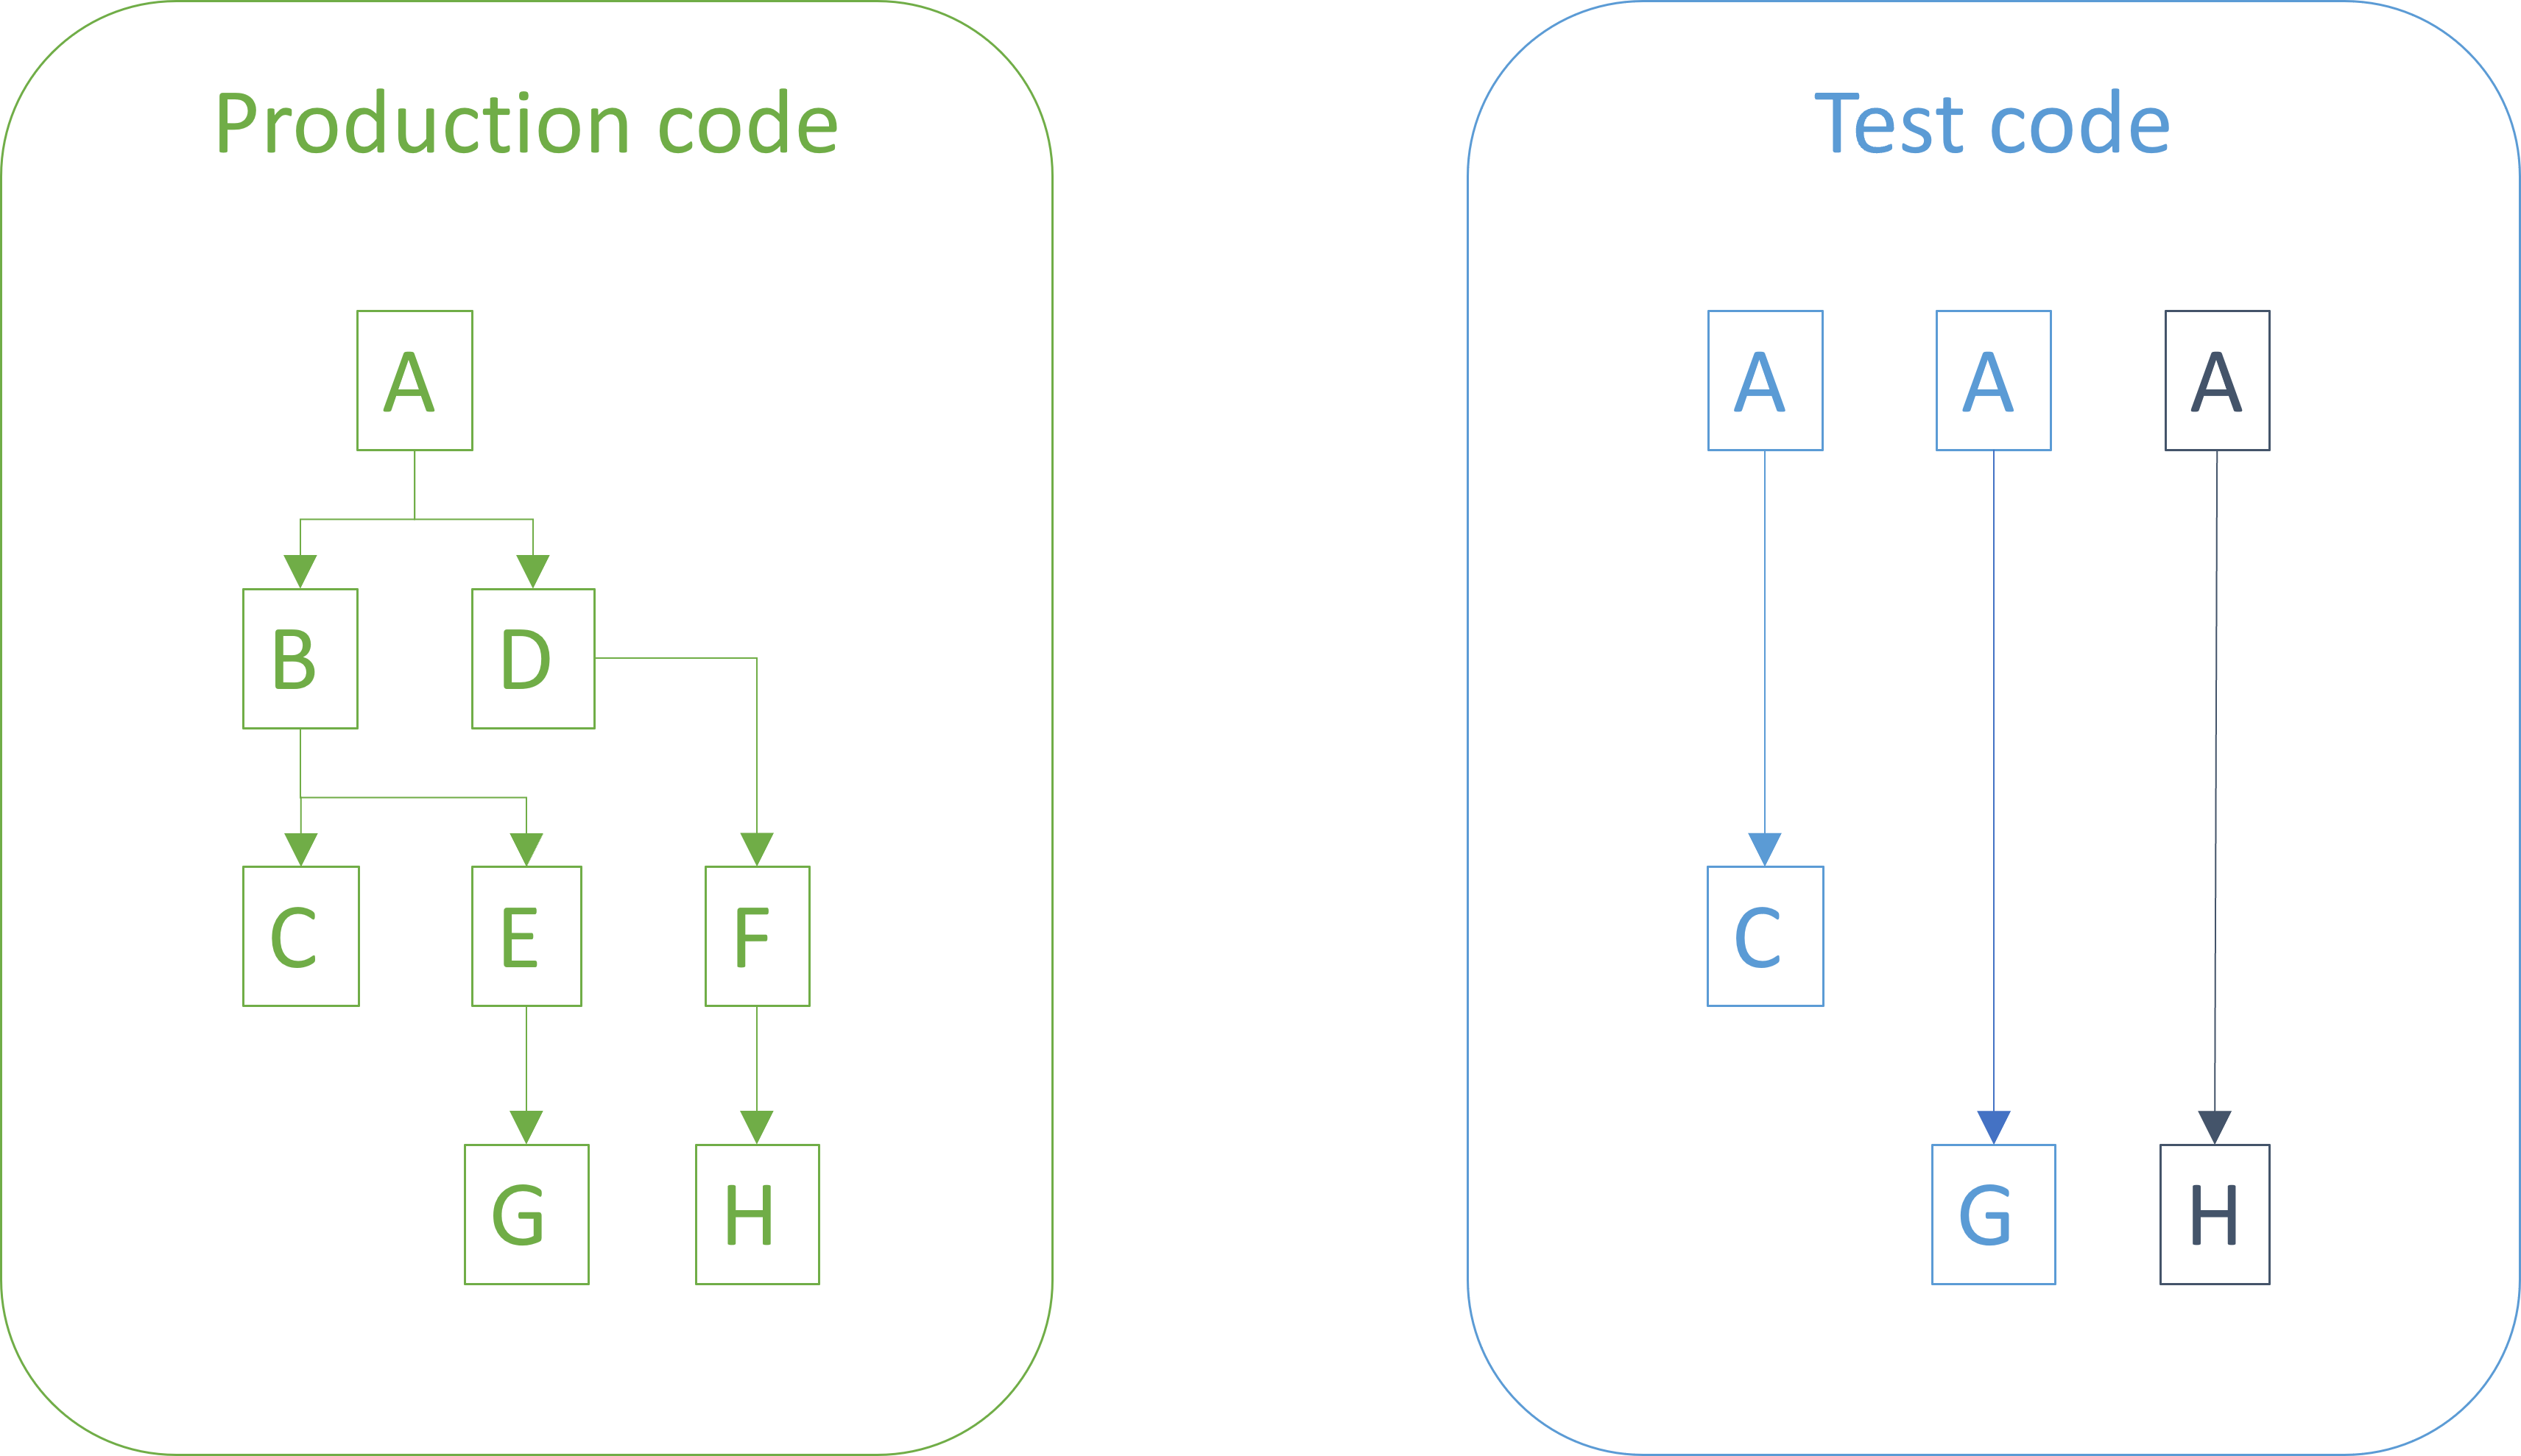 Production code
A
B D
C E F
G H
Test code
A A A
C
G H